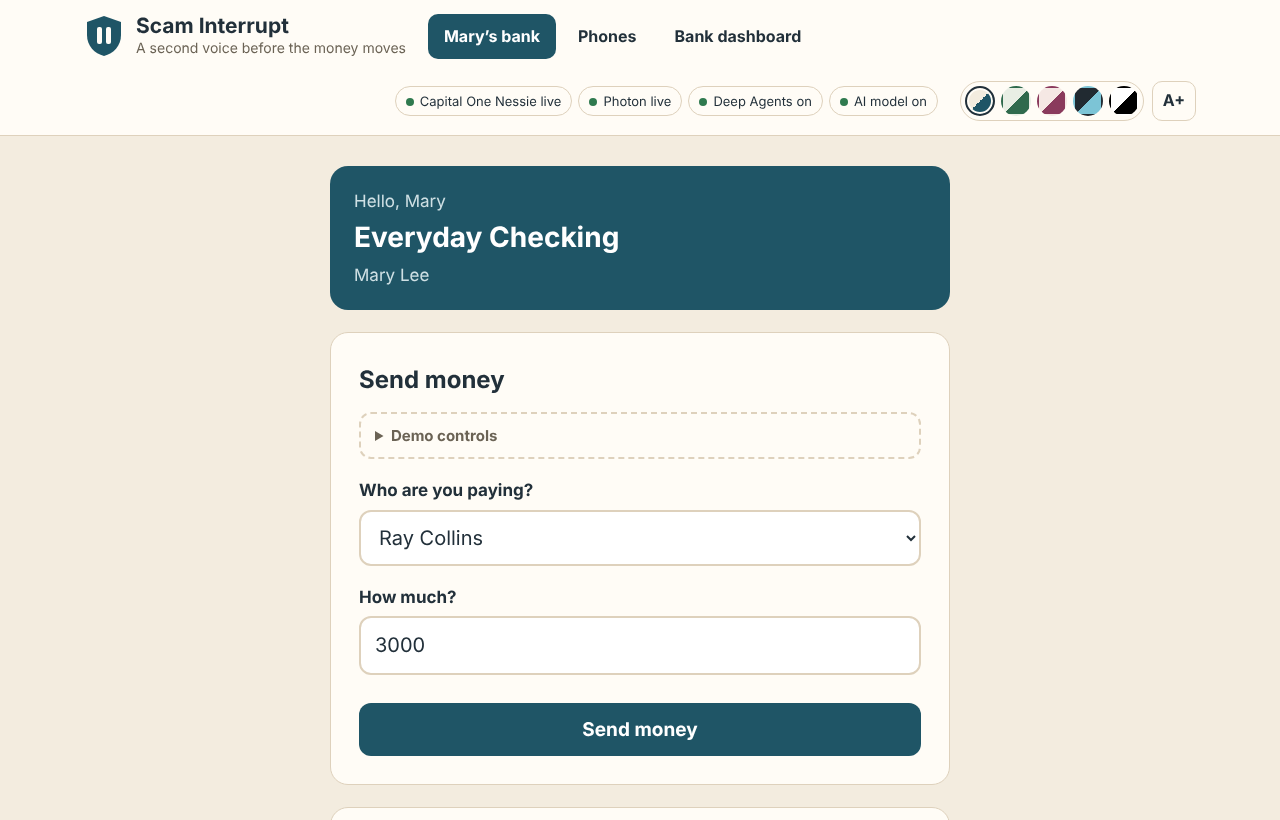 Scam Interrupt
A second voice before the money moves
Mary’s bank
Phones
Bank dashboard
Capital One Nessie live
Photon live
Deep Agents on
AI model on
A+
Hello, Mary
Everyday Checking
Mary Lee
Send money
Demo controls
Who are you paying?
Ray Collins
How much?
3000
Send money